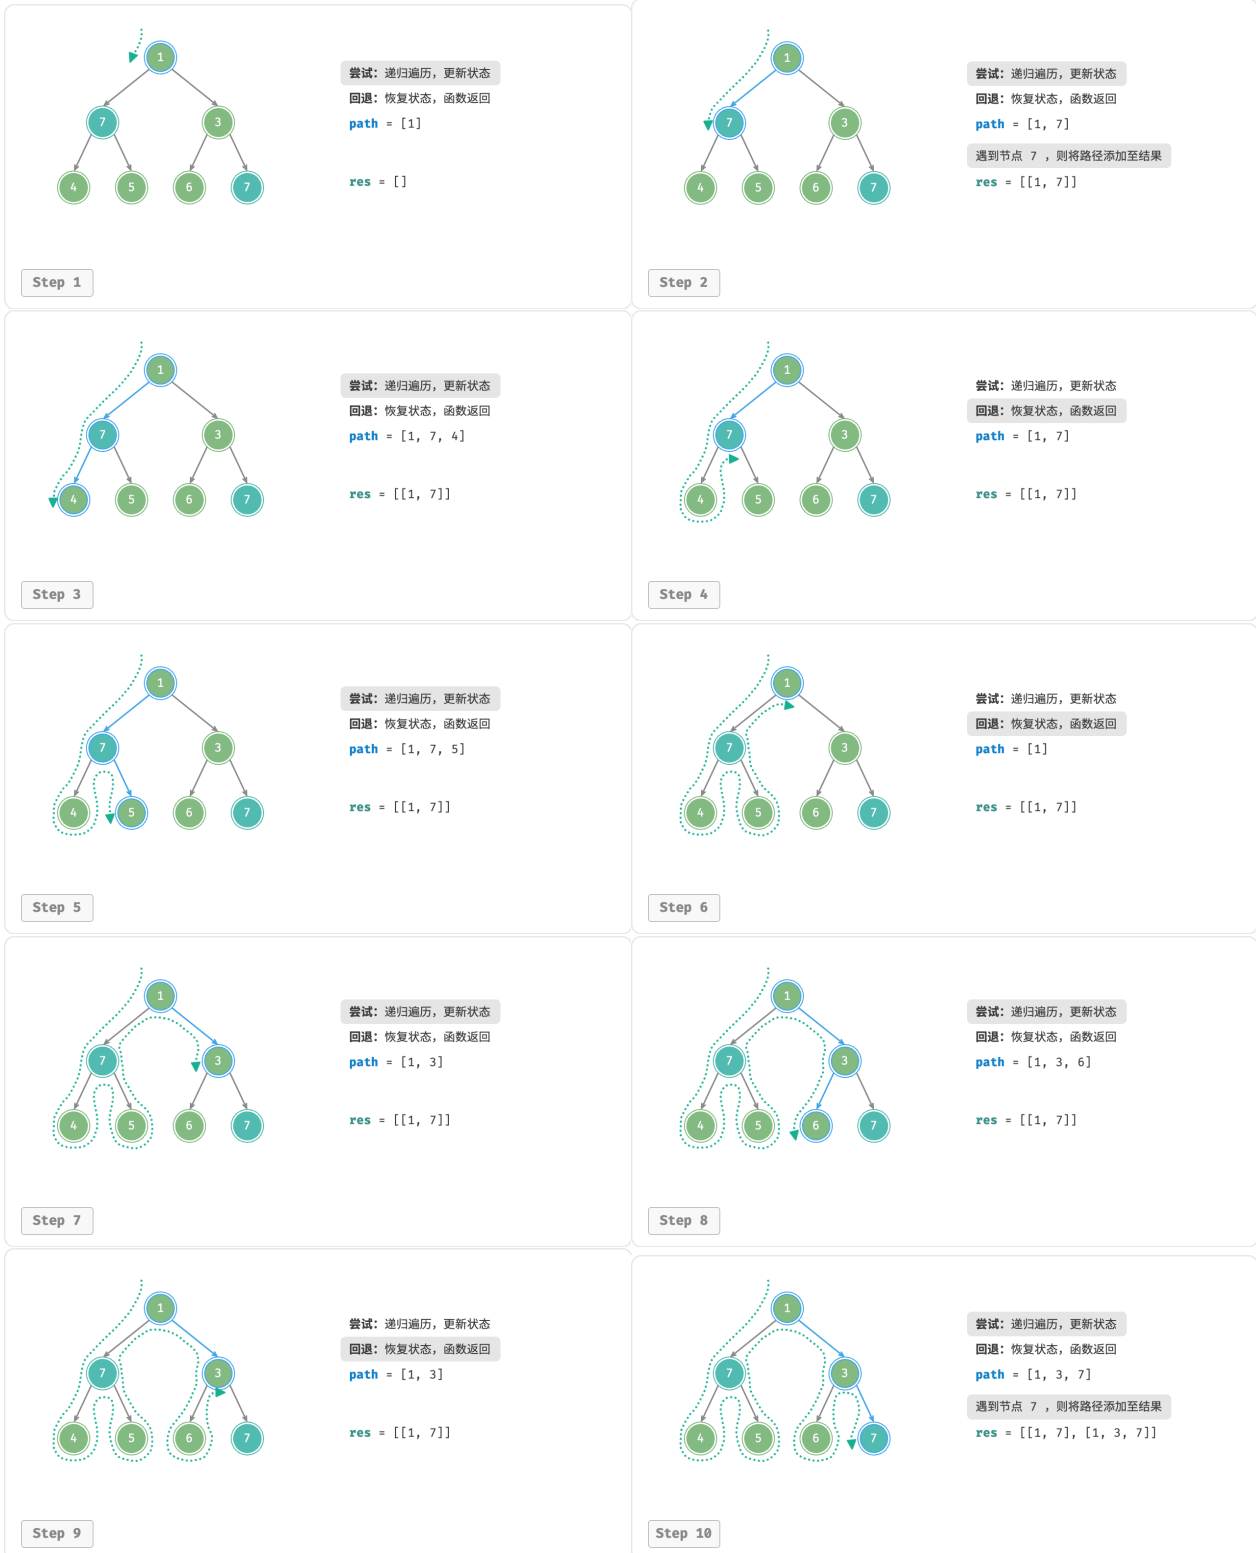 1
7 3
4 5 6 7
尝试：递归遍历，更新状态
回退：恢复状态，函数返回
path = [1]
res = []
Step 1
1
7 3
4 5 6 7
尝试：递归遍历，更新状态
回退：恢复状态，函数返回
path = [1, 7]
遇到节点 7 ，则将路径添加至结果
res = [[1, 7]]
Step 2
1
7 3
4 5 6 7
尝试：递归遍历，更新状态
回退：恢复状态，函数返回
path = [1, 7, 4]
res = [[1, 7]]
Step 3
1
7 3
4 5 6 7
尝试：递归遍历，更新状态
回退：恢复状态，函数返回
path = [1, 7]
res = [[1, 7]]
Step 4
1
7 3
4 5 6 7
尝试：递归遍历，更新状态
回退：恢复状态，函数返回
path = [1, 7, 5]
res = [[1, 7]]
Step 5
1
7 3
4 5 6 7
尝试：递归遍历，更新状态
回退：恢复状态，函数返回
path = [1]
res = [[1, 7]]
Step 6
1
7 3
4 5 6 7
尝试：递归遍历，更新状态
回退：恢复状态，函数返回
path = [1, 3]
res = [[1, 7]]
Step 7
1
7 3
4 5 6 7
尝试：递归遍历，更新状态
回退：恢复状态，函数返回
path = [1, 3, 6]
res = [[1, 7]]
Step 8
1
7 3
4 5 6 7
尝试：递归遍历，更新状态
回退：恢复状态，函数返回
path = [1, 3]
res = [[1, 7]]
Step 9
1
7 3
4 5 6 7
尝试：递归遍历，更新状态
回退：恢复状态，函数返回
path = [1, 3, 7]
遇到节点 7 ，则将路径添加至结果
res = [[1, 7], [1, 3, 7]]
Step 10